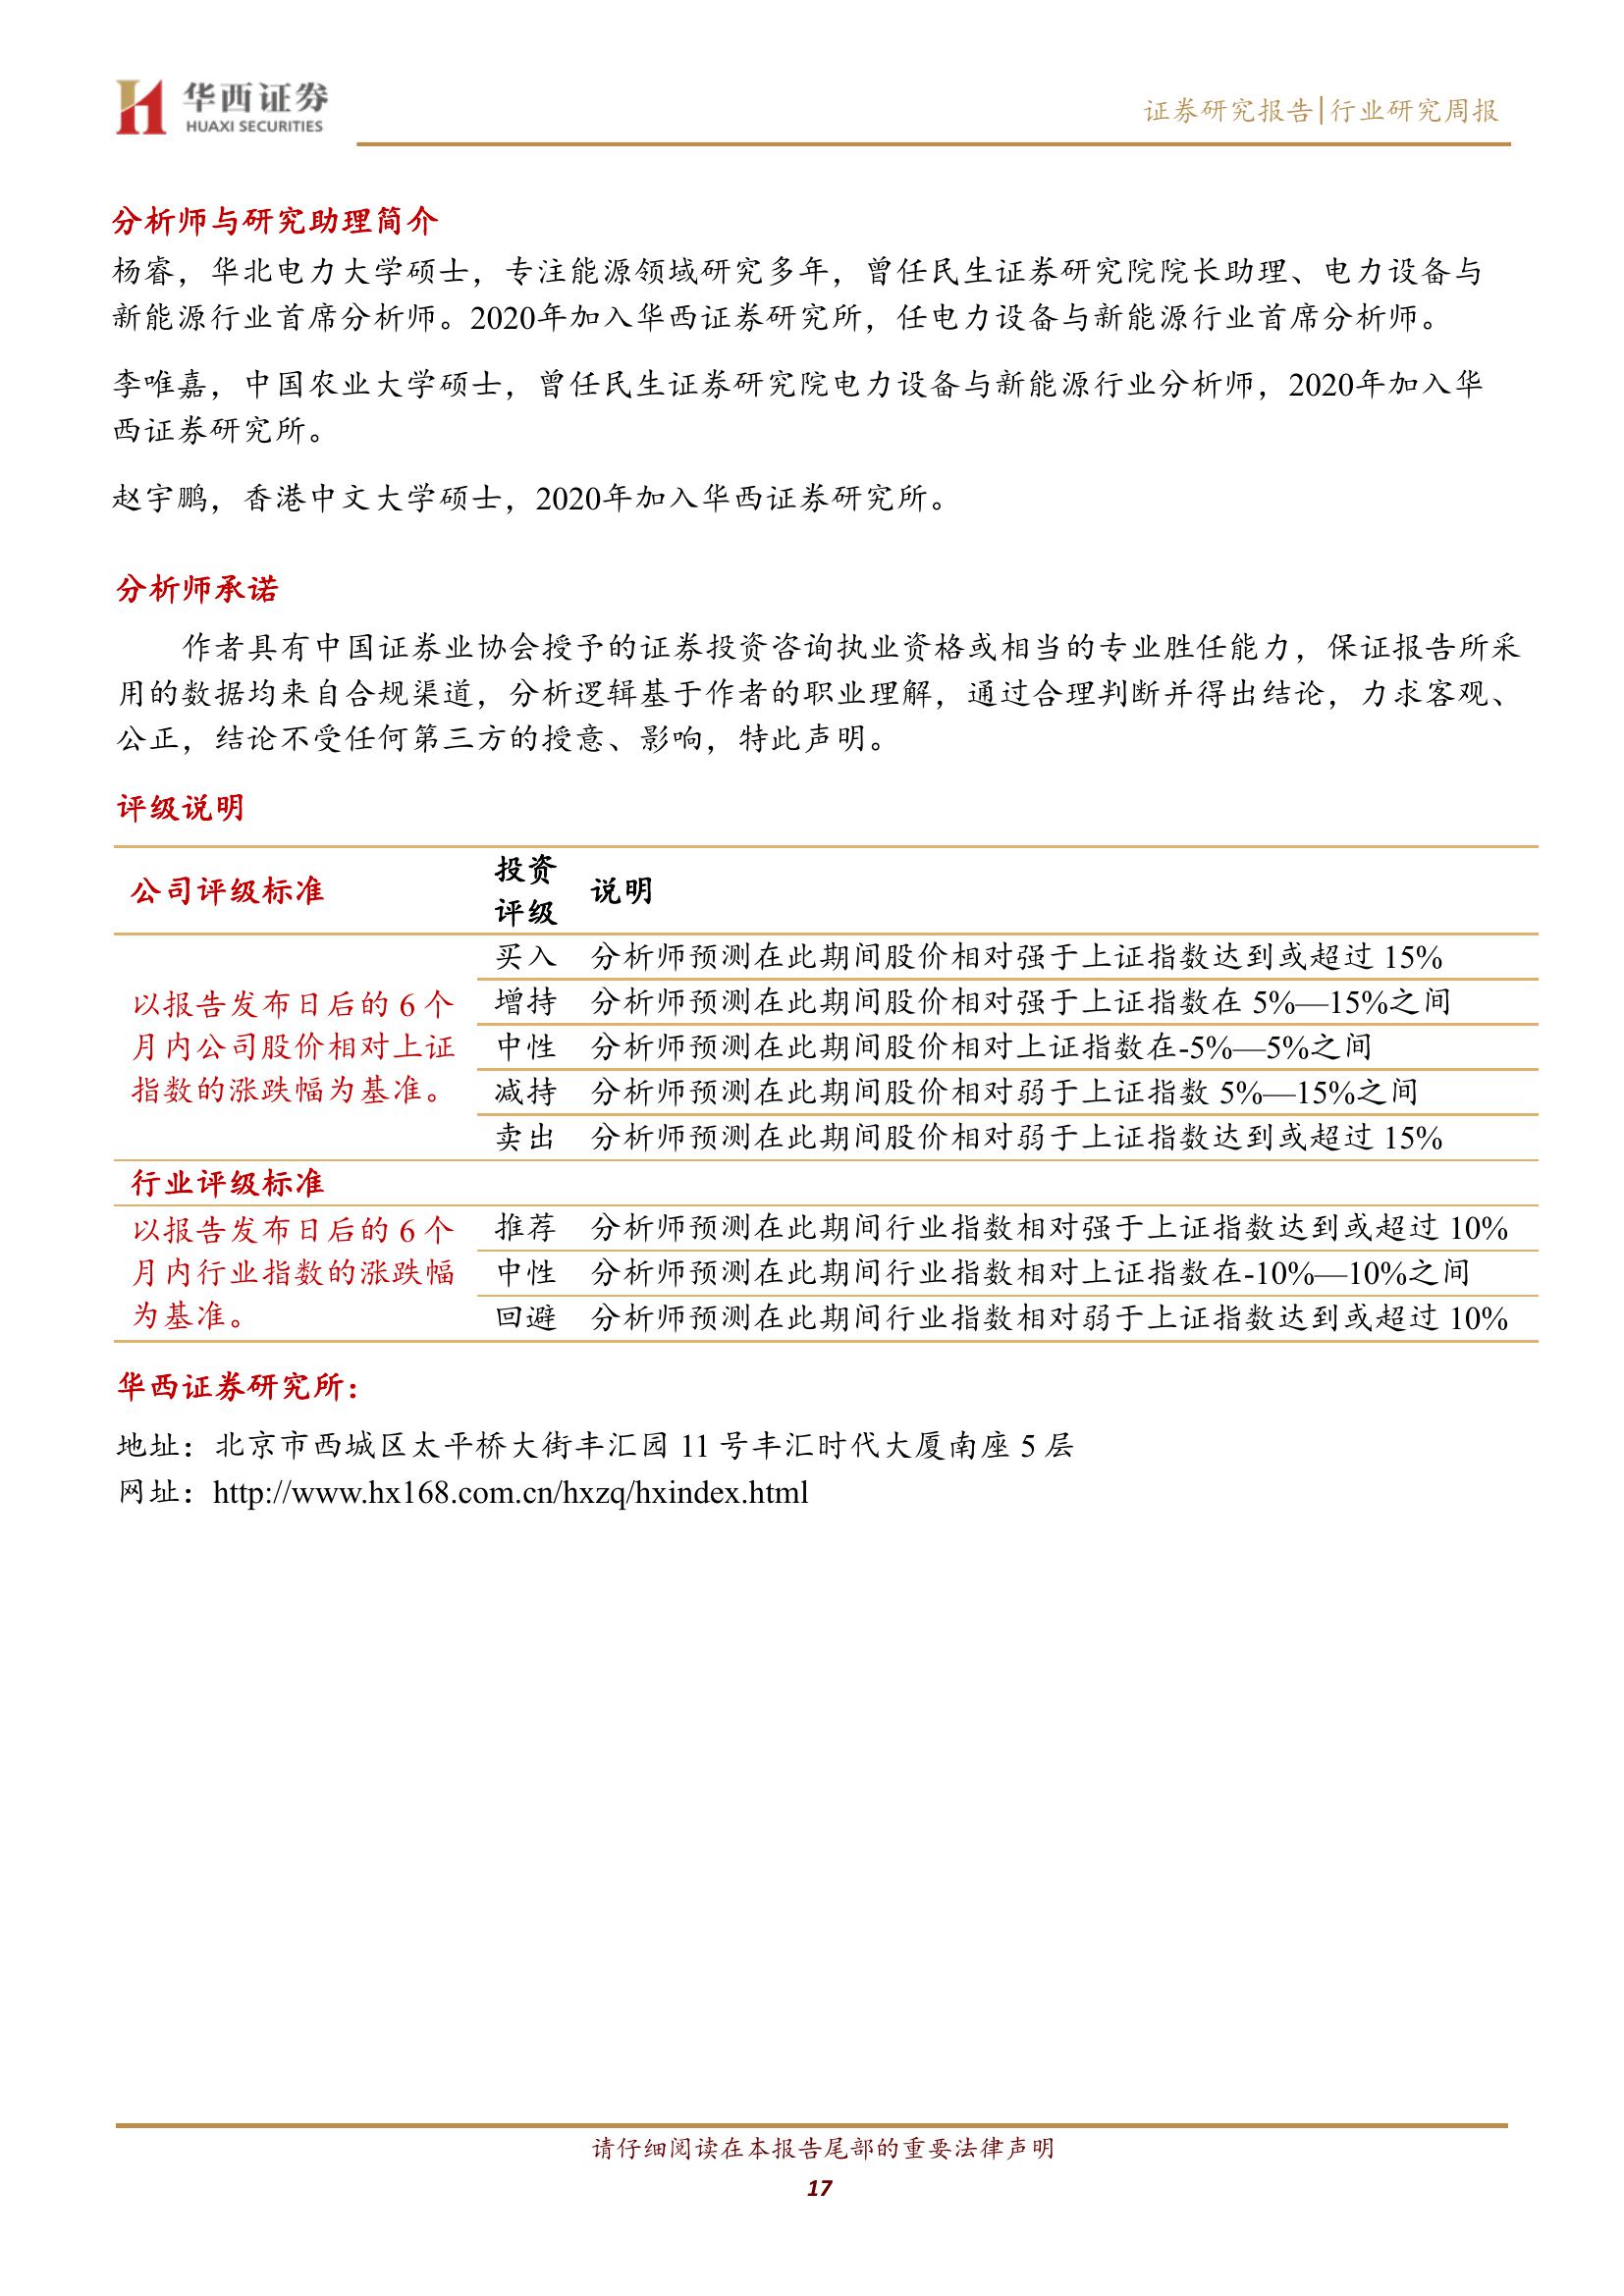 华西证券
HUAXI SECURITIES
证券研究报告|行业研究周报
分析师与研究助理简介
杨睿，华北电力大学硕士，专注能源领域研究多年，曾任民生证券研究院院长助理、电力设备与
新能源行业首席分析师。2020年加入华西证券研究所，任电力设备与新能源行业首席分析师。
李唯嘉，中国农业大学硕士，曾任民生证券研究院电力设备与新能源行业分析师，2020年加入华
西证券研究所。
赵宇鹏，香港中文大学硕士，2020年加入华西证券研究所。
分析师承诺
作者具有中国证券业协会授予的证券投资咨询执业资格或相当的专业胜任能力，保证报告所采
用的数据均来自合规渠道，分析逻辑基于作者的职业理解，通过合理判断并得出结论，力求客观、
公正，结论不受任何第三方的授意、影响，特此声明。
评级说明
公司评级标准 投资评级 说明
以报告发布日后的 6 个
月内公司股价相对上证
指数的涨跌幅为基准。
买入 分析师预测在此期间股价相对强于上证指数达到或超过 15%
增持 分析师预测在此期间股价相对强于上证指数在 5%—15%之间
中性 分析师预测在此期间股价相对上证指数在-5%—5%之间
减持 分析师预测在此期间股价相对弱于上证指数 5%—15%之间
卖出 分析师预测在此期间股价相对弱于上证指数达到或超过 15%
行业评级标准
以报告发布日后的 6 个
月内行业指数的涨跌幅
为基准。
推荐 分析师预测在此期间行业指数相对强于上证指数达到或超过 10%
中性 分析师预测在此期间行业指数相对上证指数在-10%—10%之间
回避 分析师预测在此期间行业指数相对弱于上证指数达到或超过 10%
华西证券研究所：
地址：北京市西城区太平桥大街丰汇园 11 号丰汇时代大厦南座 5 层
网址：http://www.hx168.com.cn/hxzq/hxindex.html
请仔细阅读在本报告尾部的重要法律声明
17